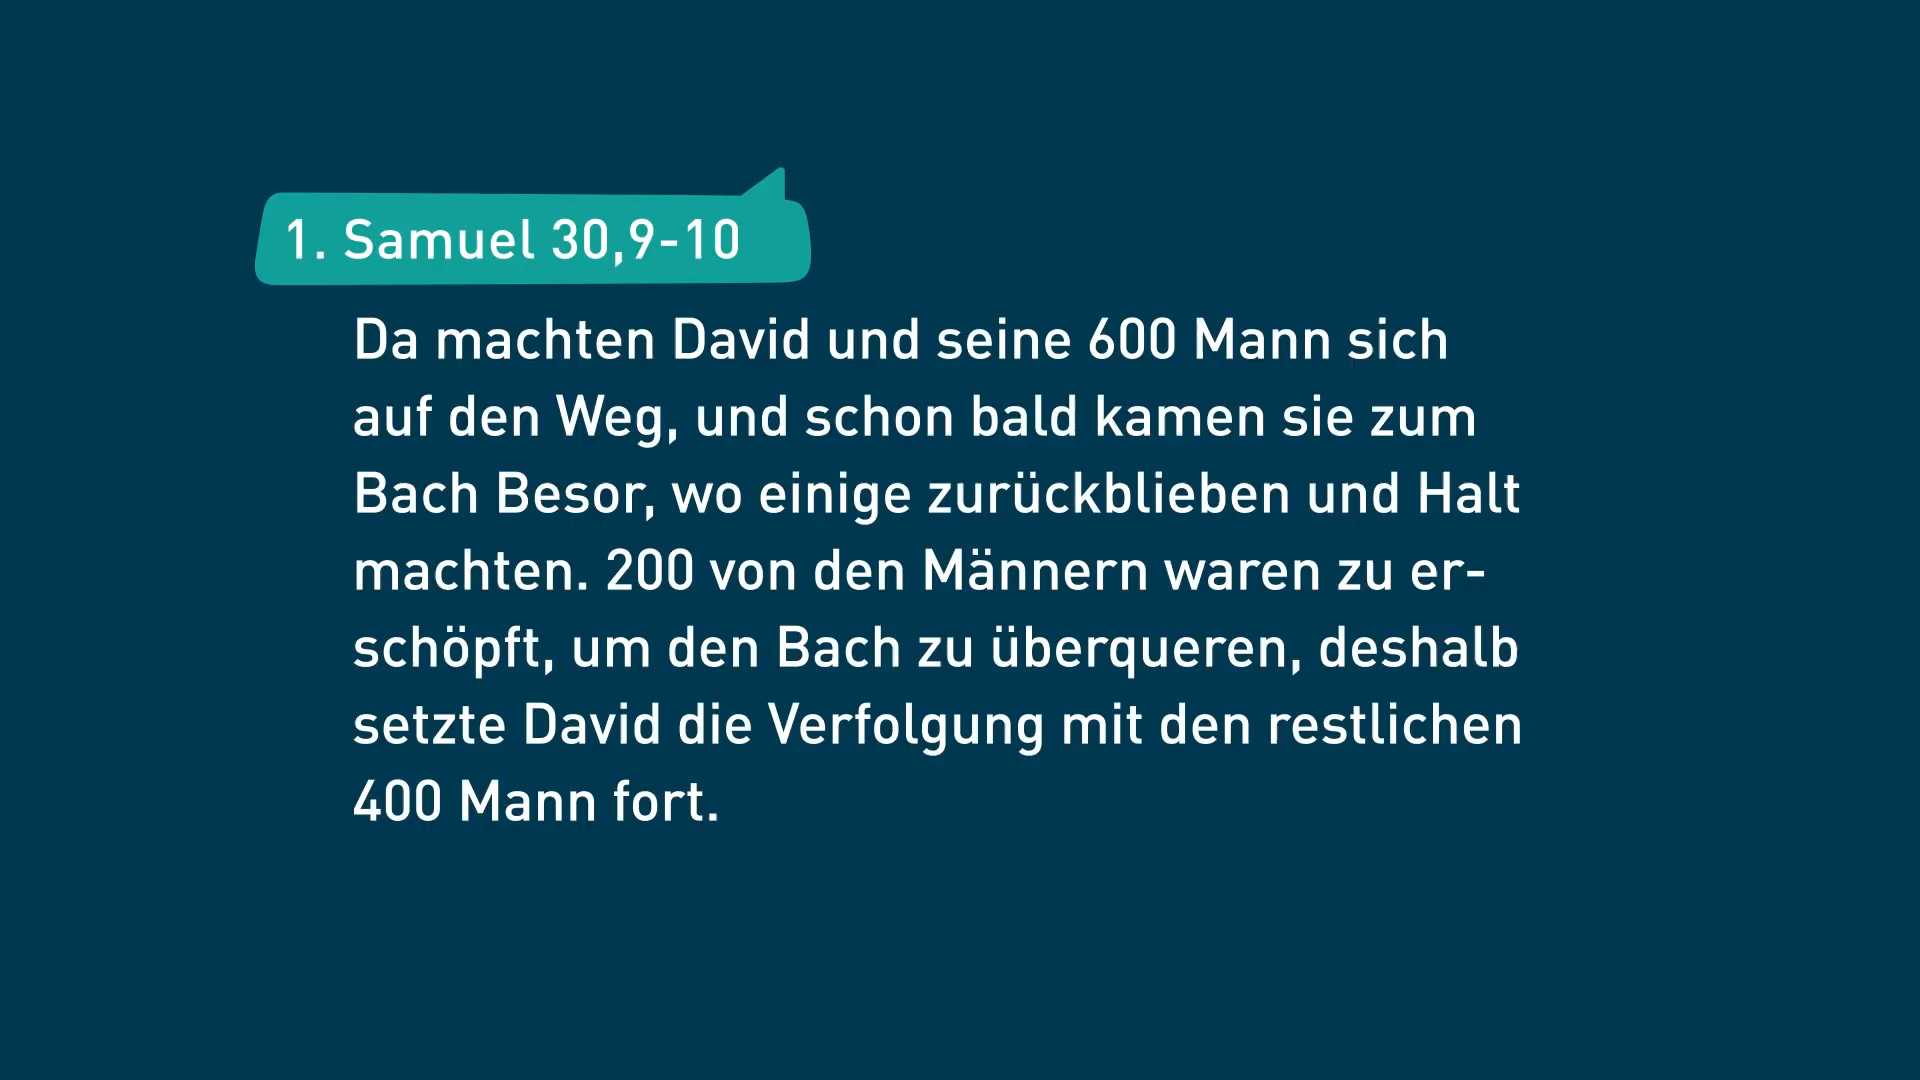 1. Samuel 30,9-10
Da machten David und seine 600 Mann sich
auf den Weg, und schon bald kamen sie zum
Bach Besor, wo einige zurückblieben und Halt
machten. 200 von den Männern waren zu er-
schöpft, um den Bach zu überqueren, deshalb
setzte David die Verfolgung mit den restlichen
400 Mann fort.